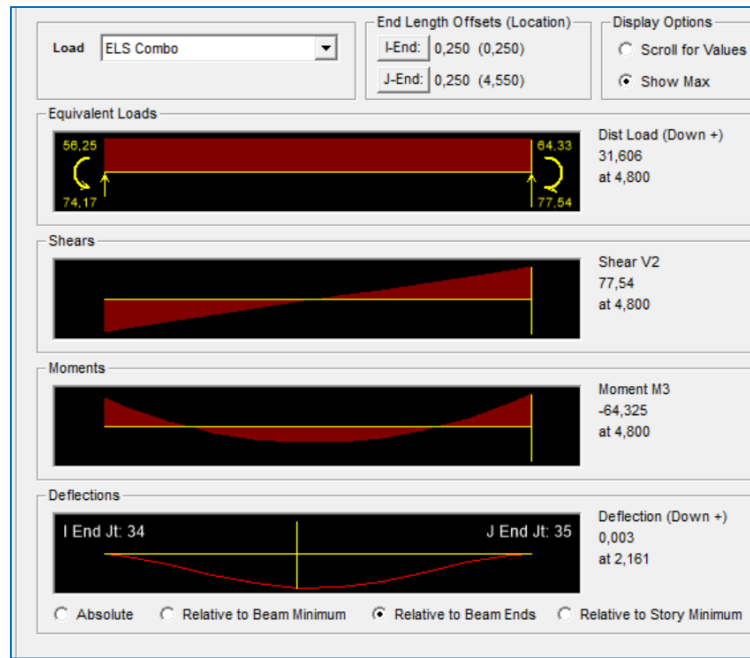 End Length Offsets (Location)
Display Options
Load
ELS Combo
I-End:
0,250 (0,250)
Scroll for Values
J-End:
0,250 (4,550)
Show Max
Equivalent Loads
56,25
64,33
74,17
77,54
Dist Load (Down +)
31,606
at 4,800
Shears
Shear V2
77,54
at 4,800
Moments
Moment M3
-64,325
at 4,800
Deflections
I End Jt: 34
J End Jt: 35
Deflection (Down +)
0,003
at 2,161
Absolute
Relative to Beam Minimum
Relative to Beam Ends
Relative to Story Minimum